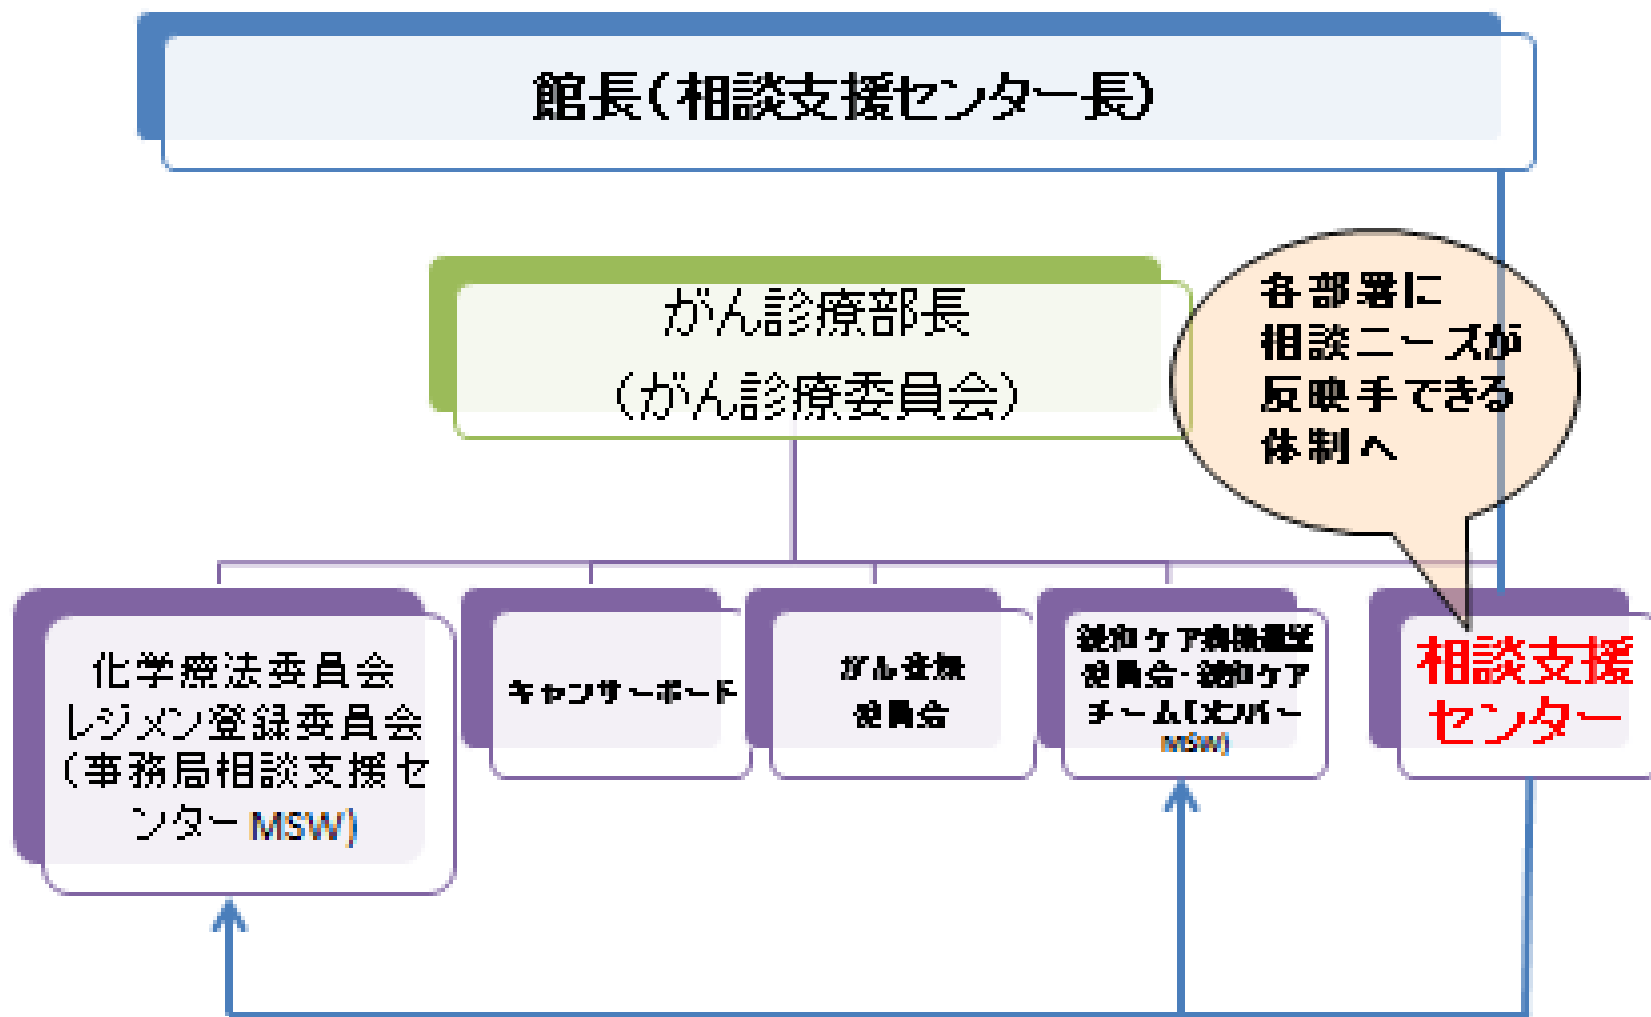 館長(相談支援センター長)
がん診療部長
(がん診療委員会)
各部署に
相談ニーズが
反映手できる
体制へ
化学療法委員会
レジメン登録委員会
(事務局相談支援セ
ンターMSW)
キャンサーボード
がん登録
委員会
緩和ケア病棟運営
委員会・緩和ケア
チーム(メンバー
MSW)
相談支援
センター